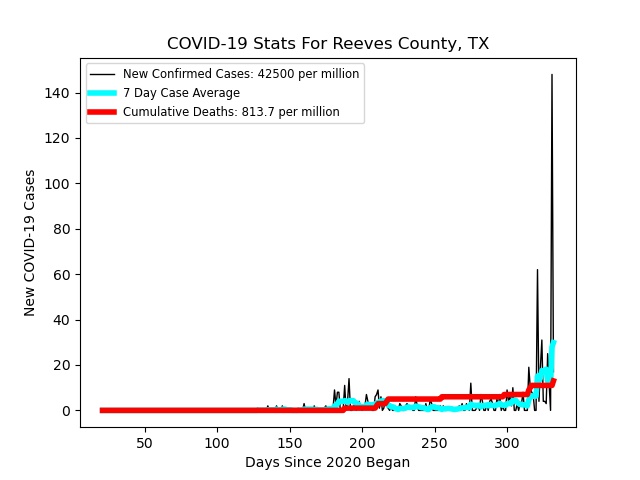 COVID-19 Stats For Reeves County, TX
New Confirmed Cases: 42500 per million
7 Day Case Average
Cumulative Deaths: 813.7 per million
New COVID-19 Cases
140
120
100
80
60
40
20
0
50
100
150
200
250
300
Days Since 2020 Began